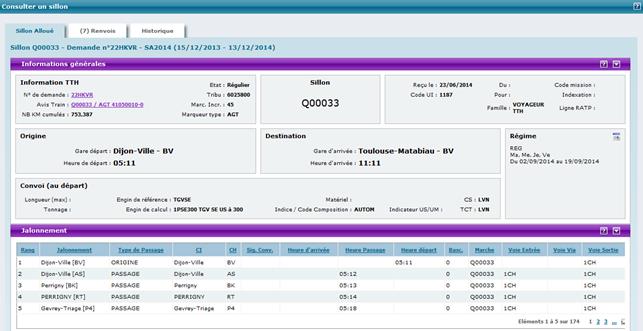 Consulter un sillon
Sillon Alloué (7) Renvois Historique
Sillon Q00033 - Demande n°22HKVR - SA2014 (15/12/2013 - 13/12/2014)
Informations générales
Information TTH
Etat : Régulier
N° de demande : 22HKVR
Tribu : 6025800
Avis Train : Q00033 / AGT 41050010-0
Marc. Incr. : 45
NB KM cumulés : 753,387
Marqueur type : AGT
Sillon
Q00033
Reçu le : 23/06/2014 Du : Code mission :
Code UI : 1187 Pour : Indexation :
Famille : VOYAGEUR TTH Ligne RATP :
Origine
Gare départ : Dijon-Ville - BV
Heure de départ : 05:11
Destination
Gare d'arrivée : Toulouse-Matabiau - BV
Heure d'arrivée : 11:11
Régime
REG
Ma, Me, Je, Ve
Du 02/09/2014 au 19/09/2014
Convoi (au départ)
Longueur (max) : Engin de référence : TGVSE Matériel : CS : LVN
Tonnage : Engin de calcul : 1PSE300 TGV SE US à 300 Indice / Code Composition : AUTOM Indicateur US/UM : TCT : LVN
Jalonnement
Rang Jalonnement Type de Passage CI CH Sig. Conv. Heure d'arrivée Heure Passage Heure départ Basc. Marche Voie Entrée Voie Via Voie Sortie
1 Dijon-Ville [BV] ORIGINE Dijon-Ville BV 05:11 0 Q00033 1CH
2 Dijon-Ville [AS] PASSAGE Dijon-Ville AS 05:12 0 Q00033 1CH 1CH
3 Perrigny [BK] PASSAGE Perrigny BK 05:13 0 Q00033 1CH 1CH
4 PERRIGNY [RT] PASSAGE PERRIGNY RT 05:14 0 Q00033 1CH 1CH
5 Gevrey-Triage [P4] PASSAGE Gevrey-Triage P4 05:18 0 Q00033 1CH 1CH
Eléments 1 à 5 sur 174 1 2 3 ...